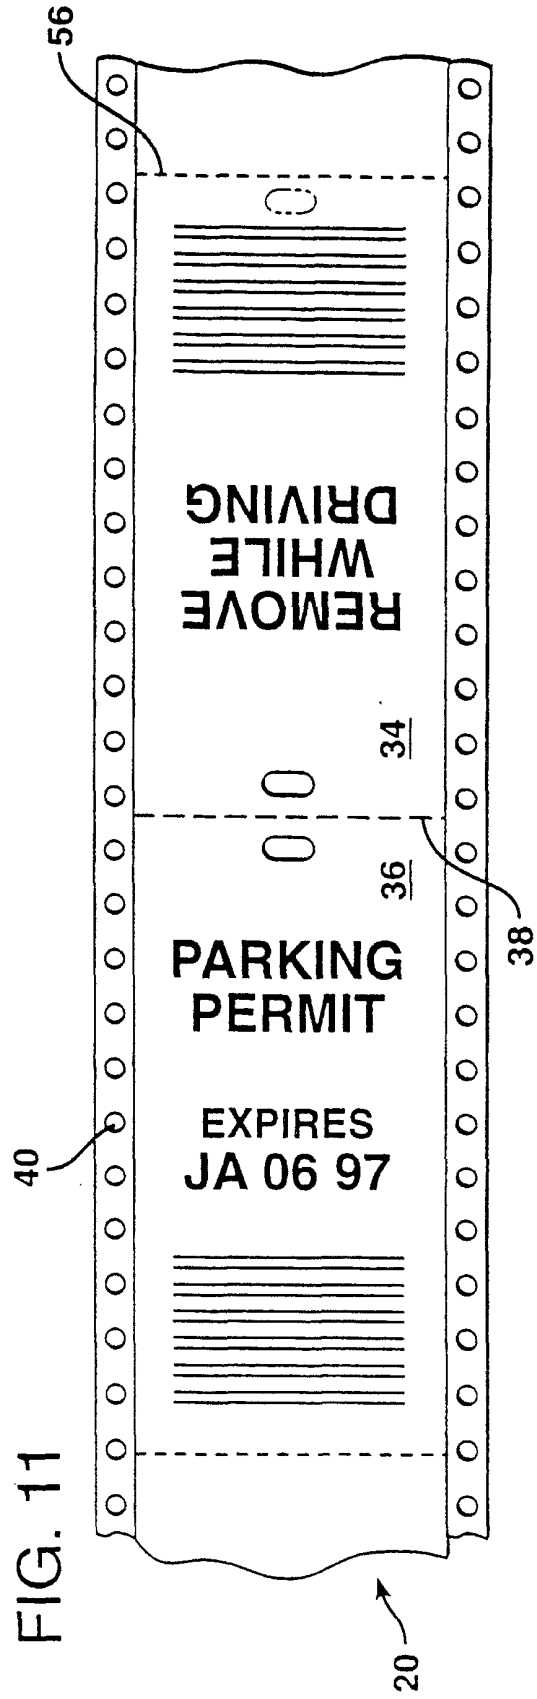 FIG. 11
56
REMOVE
WHILE
DRIVING
34
36
38
PARKING
PERMIT
40
EXPIRES
JA 06 97
20